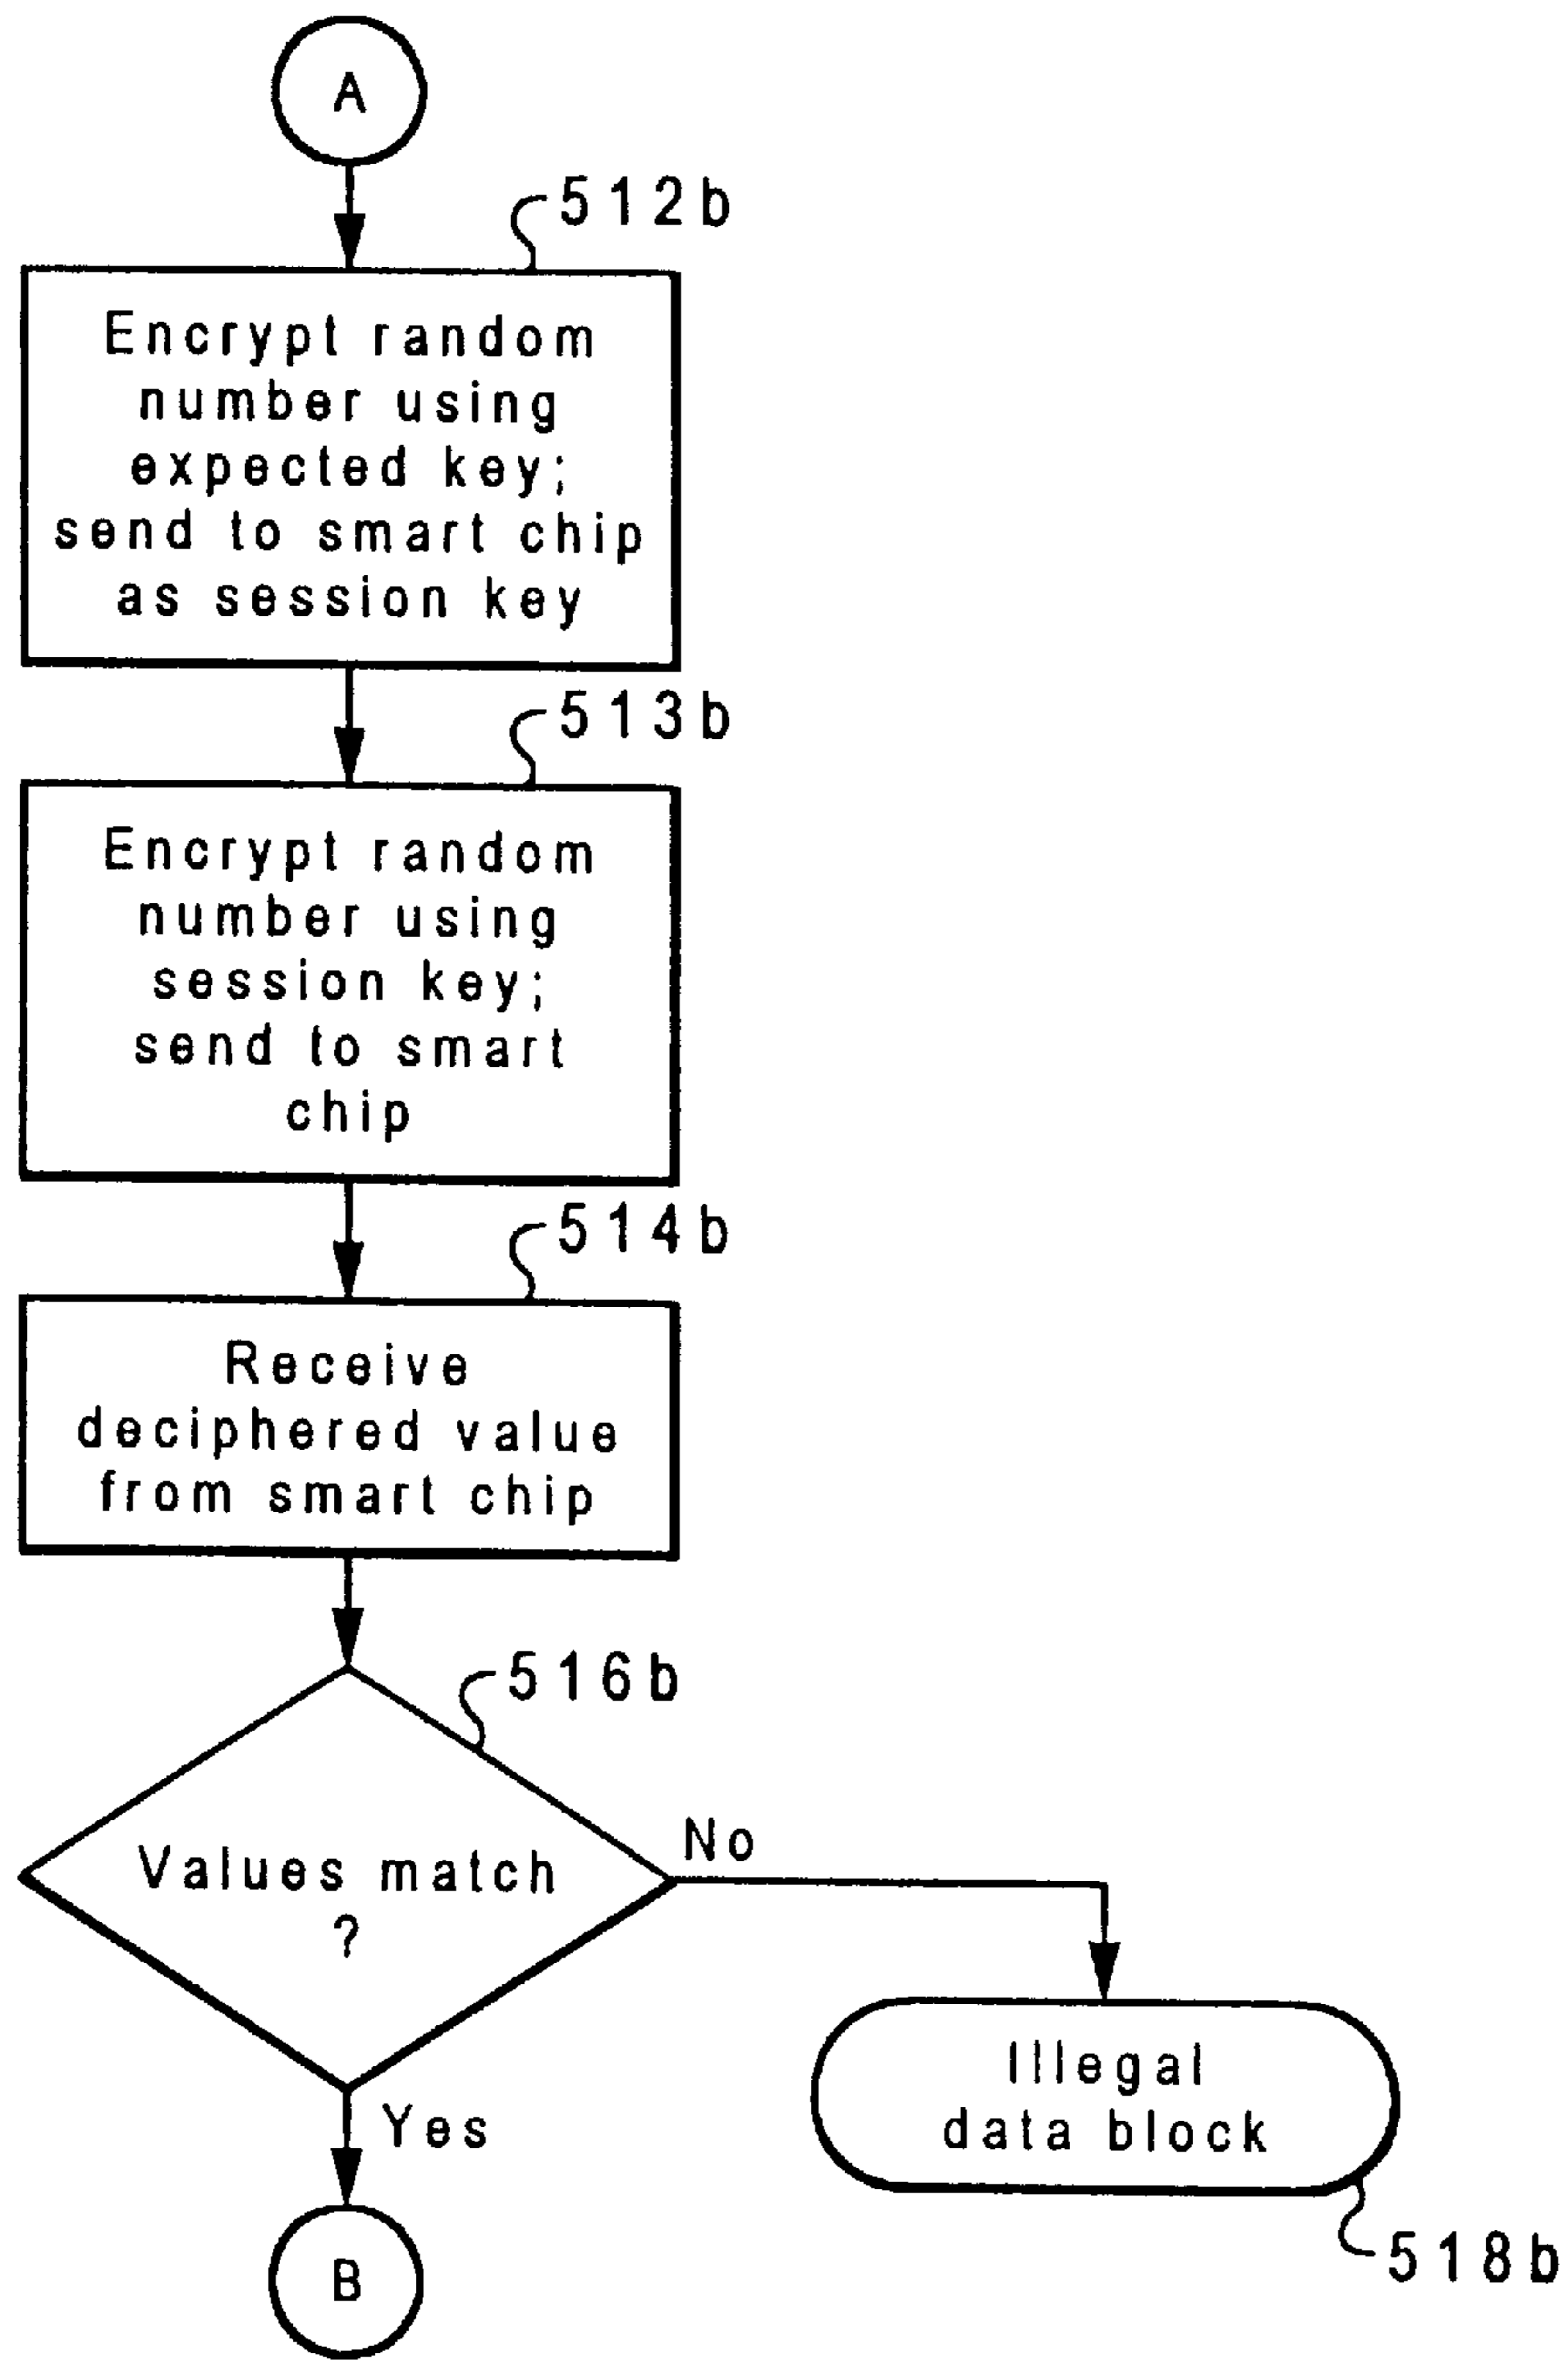 A
512b
Encrypt random
number using
expected key;
send to smart chip
as session key
513b
Encrypt random
number using
session key;
send to smart
chip
514b
Receive
deciphered value
from smart chip
516b
Values match
?
No
Yes
Illegal
data block
518b
B